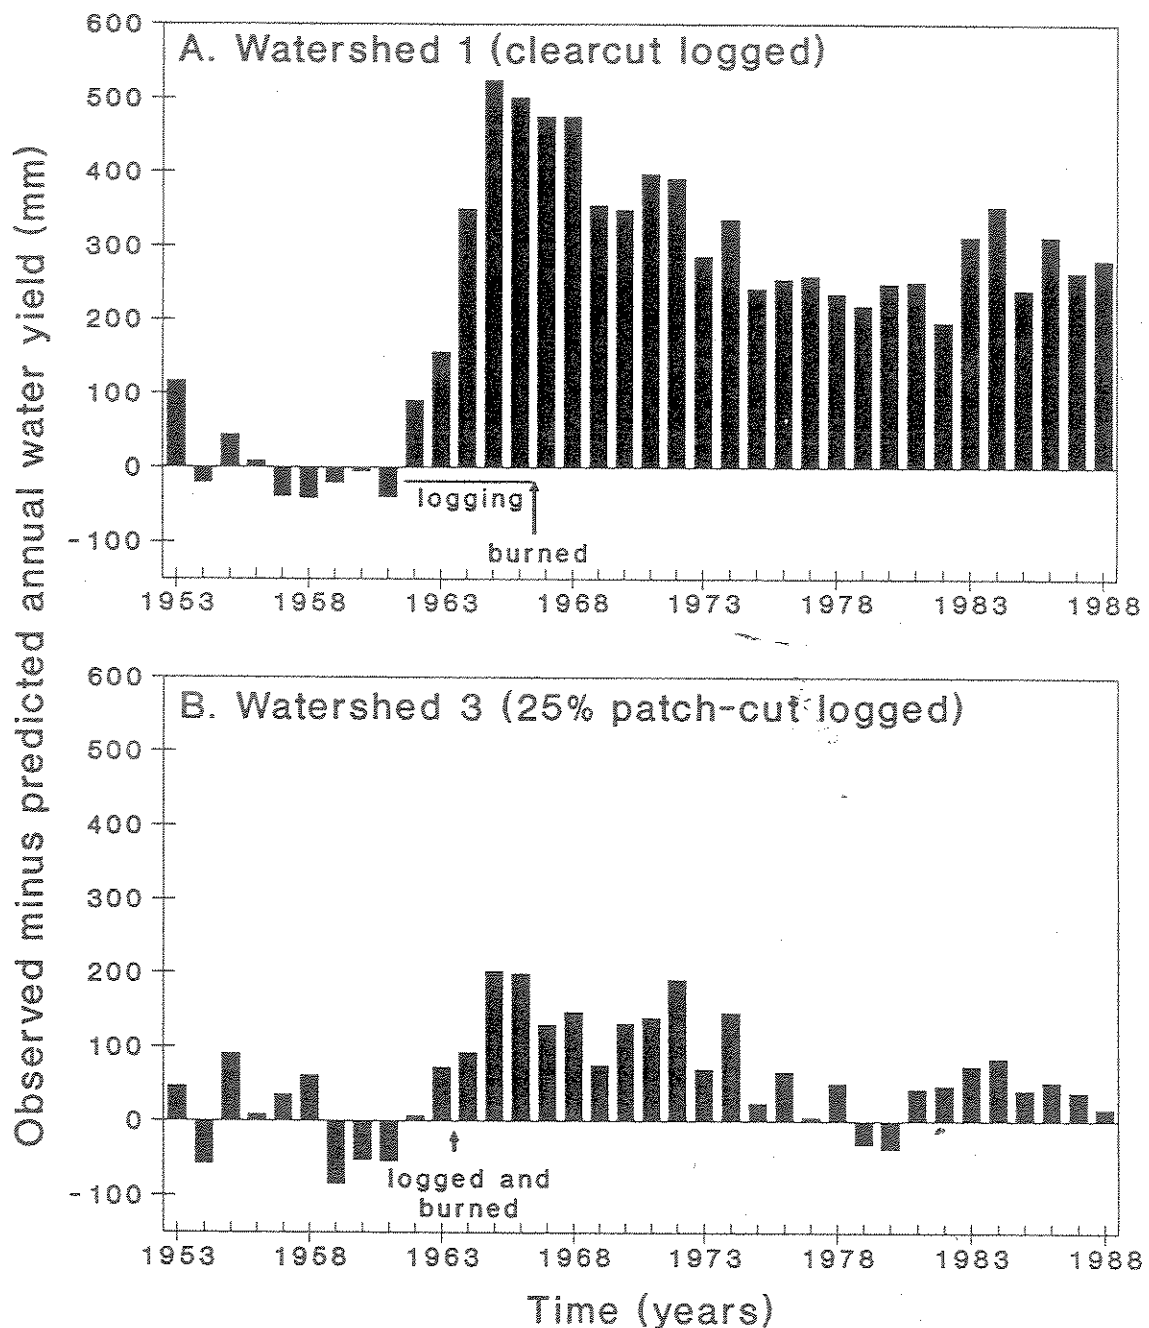 Observed minus predicted annual water yield (mm)
A. Watershed 1 (clearcut logged)
600
500
400
300
200
100
0
-100
logging
burned
1953 1958 1963 1968 1973 1978 1983 1988
B. Watershed 3 (25% patch-cut logged)
600
500
400
300
200
100
0
-100
logged and
burned
1953 1958 1963 1968 1973 1978 1983 1988
Time (years)